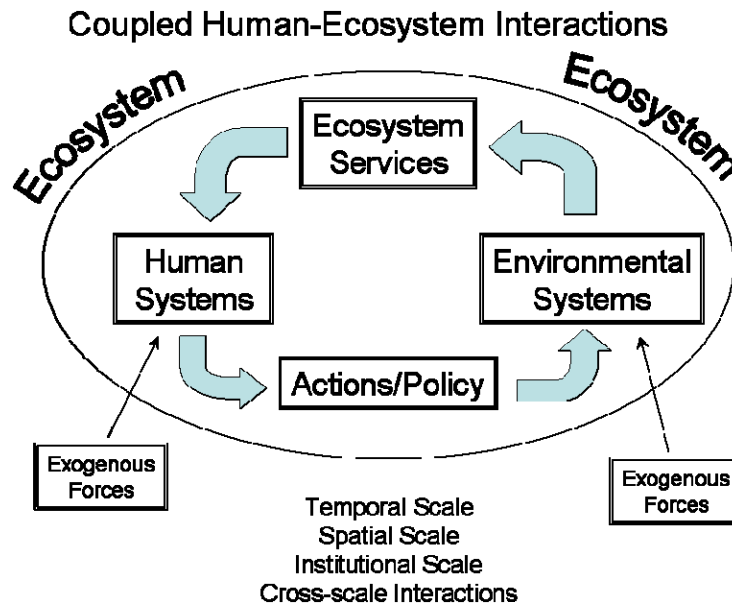 Coupled Human-Ecosystem Interactions
Ecosystem
Ecosystem
Ecosystem
Services
Human
Systems
Environmental
Systems
Actions/Policy
Exogenous
Forces
Exogenous
Forces
Temporal Scale
Spatial Scale
Institutional Scale
Cross-scale Interactions